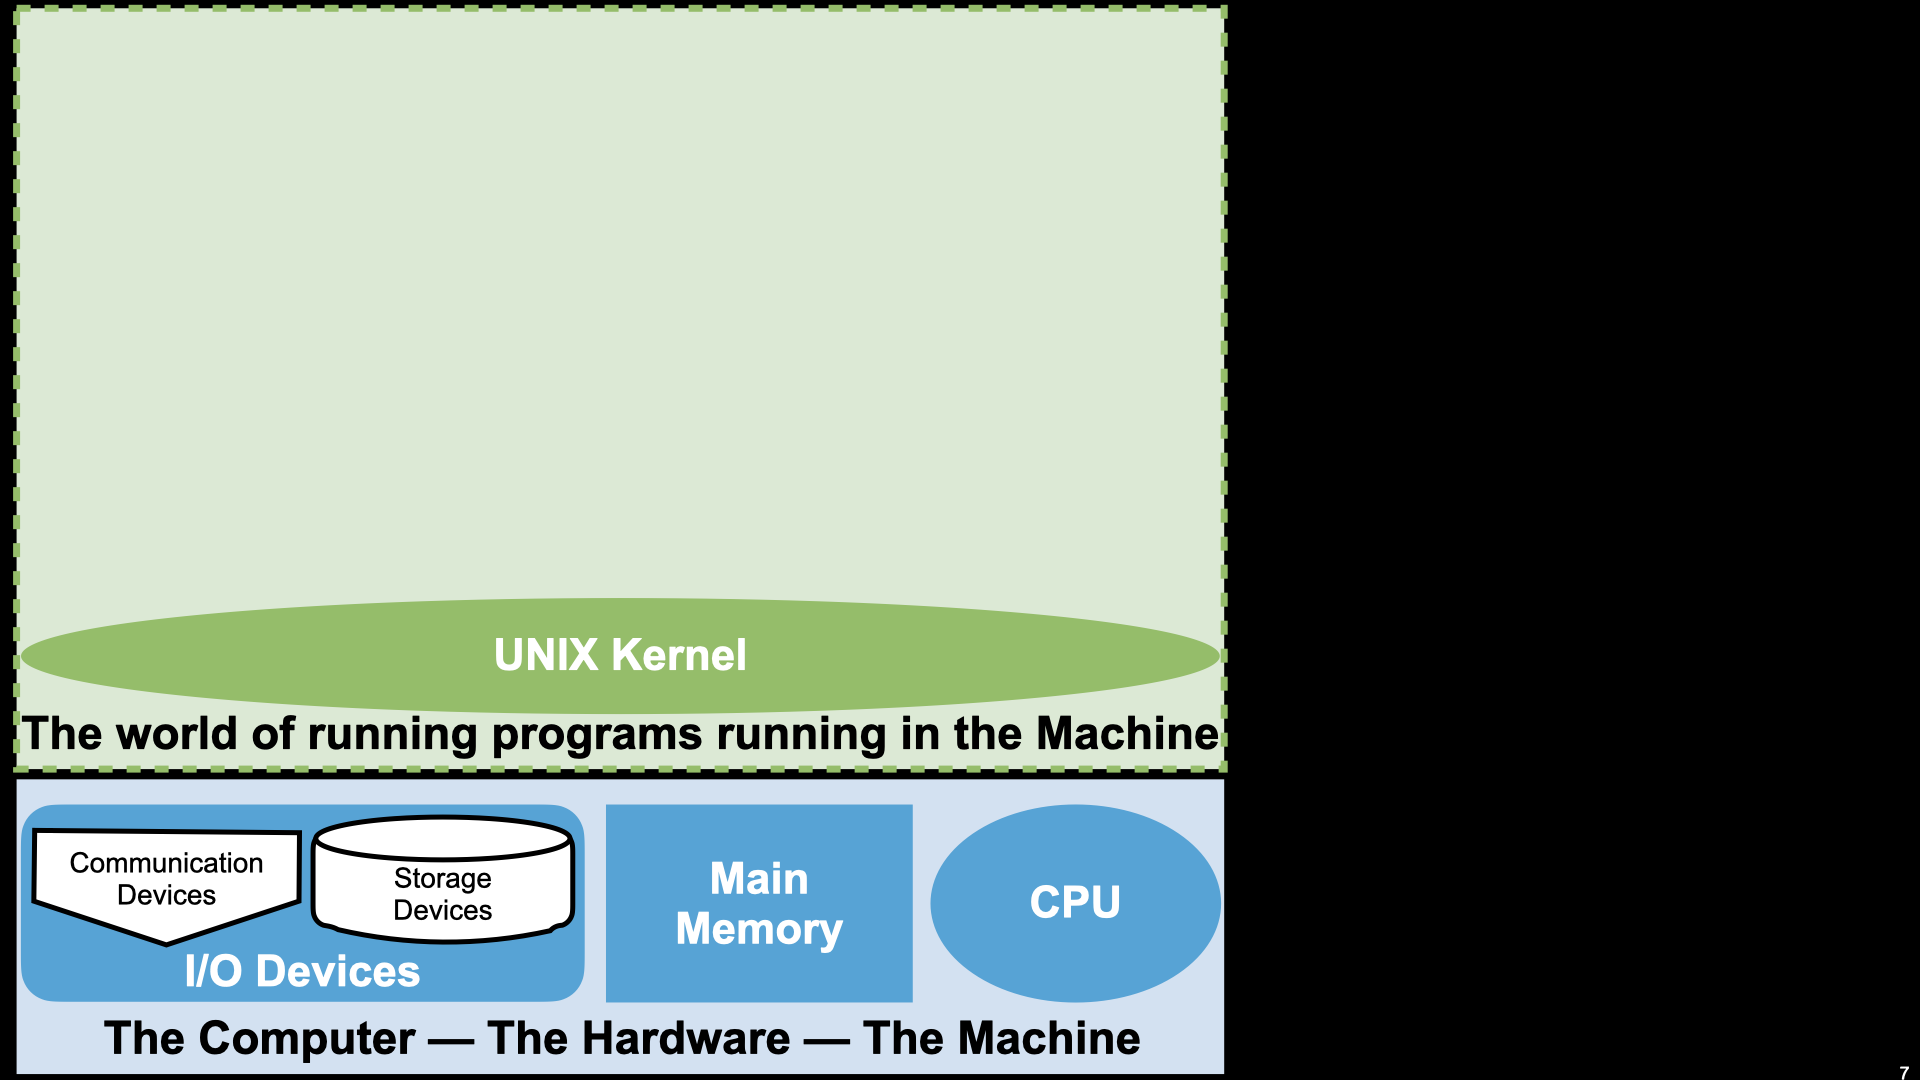 UNIX Kernel
The world of running programs running in the Machine
Communication
Devices
Storage
Devices
I/O Devices
Main
Memory
CPU
The Computer — The Hardware — The Machine
7